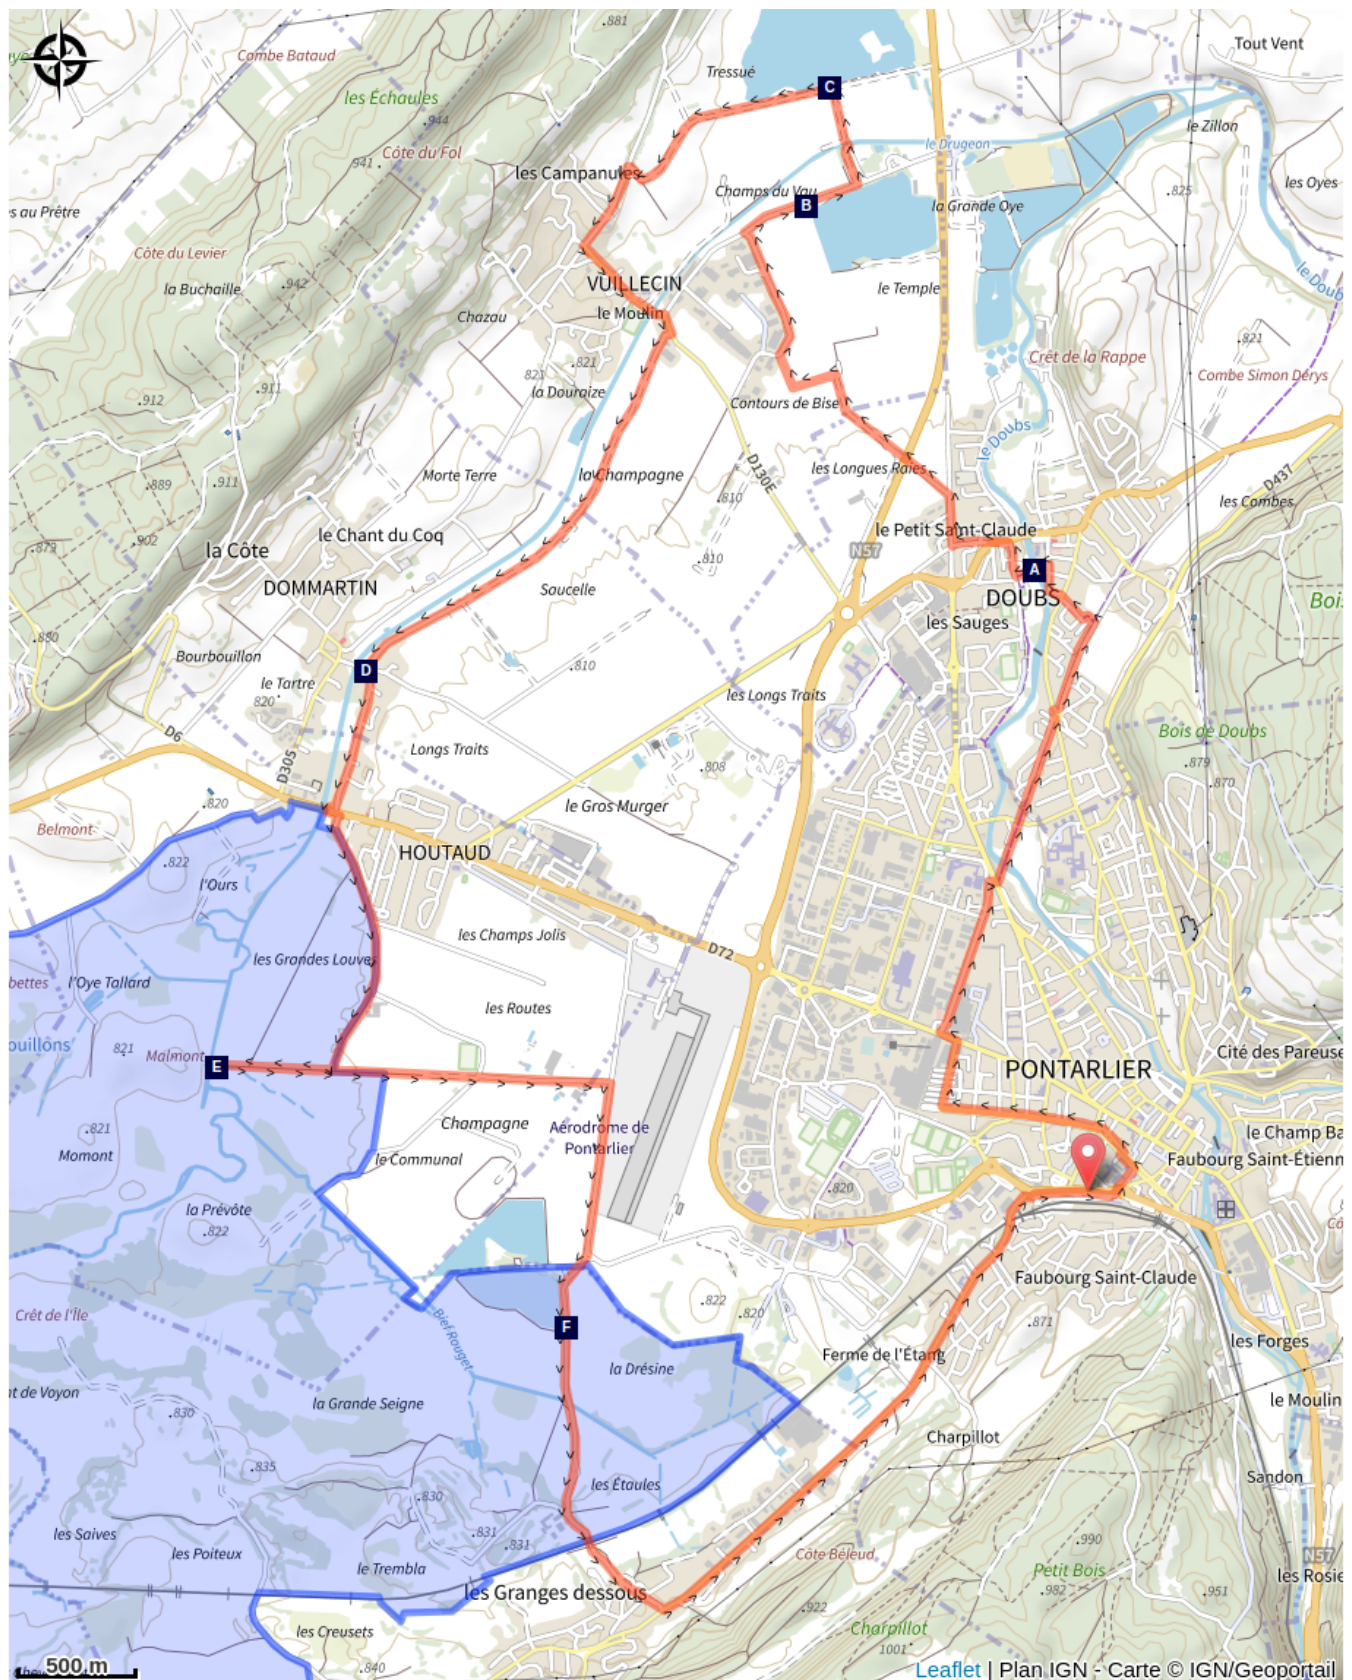 .881
Tout Vent
Combe Bataud
Tressué
C
les Échaules
.944
le Zillon
Côte du Fol
le Drugeon
941
les Campanules
Champs du Vau
.825
les Oyes
B
la Grande Oye
s au Prêtre
Côte du Levier
VUILLECIN
la Buchaille
.942
le Temple
le Doub
le Moulin
Chazau
.821
.821
Crêt de la Rappe
821
Combe Simon Dérys
.911
la Douraize
.912
Contours de Bise
le Doubs
D130E
les Longues Raies
la Champagne
Morte Terre
D437
.889
.911
.810
les Combes
le Petit Saint-Claude
.902
le Chant du Coq
.879
la Côte
N57
.810
A
DOMMARTIN
Saucelle
DOUBS
Bois
les Sauges
.880
Bourbouillon
.810
D
le Tartre
820
les Longs Traits
D6
Bois de Doubs
Longs Traits
D305
.808
.879
.870
.820
le Gros Murger
Belmont
HOUTAUD
.822
l'Ours
les Champs Jolis
D72
les Grandes Louves
bettes
l'Oye Tallard
les Routes
ouillons
821
Malmont
Cité des Pareuse
E
PONTARLIER
Champagne
Aérodrome de
Pontarlier
.821
le Champ Ba
Momont
le Communal
Faubourg Saint-Étienn
.820
la Prévôte
.822
Faubourg Saint-Claude
.822
Crêt de l'Île
.820
Bief Rouget
.871
F
les Forges
Ferme de l'Étang
la Drésine
nt de Voyon
la Grande Seigne
le Moulin
.830
Charpillot
.835
Sandon
les Étaules
.830
les Saives
.831
.831
.990
les Poiteux
Côte Béleud
N57
le Trembla
Petit Bois
les Rosie
les Granges dessous
.982
.951
.922
les Creusets
Charpillot
1001
.840
500 m
Leaflet | Plan IGN - Carte © IGN/Geoportail